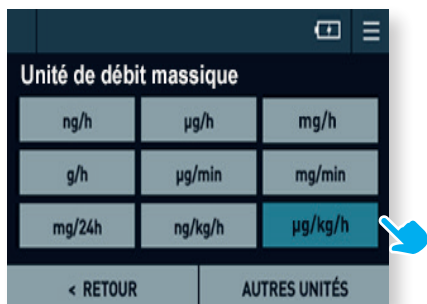 Unité de débit massique
ng/h µg/h mg/h
g/h µg/min mg/min
mg/24h ng/kg/h µg/kg/h
< RETOUR AUTRES UNITÉS